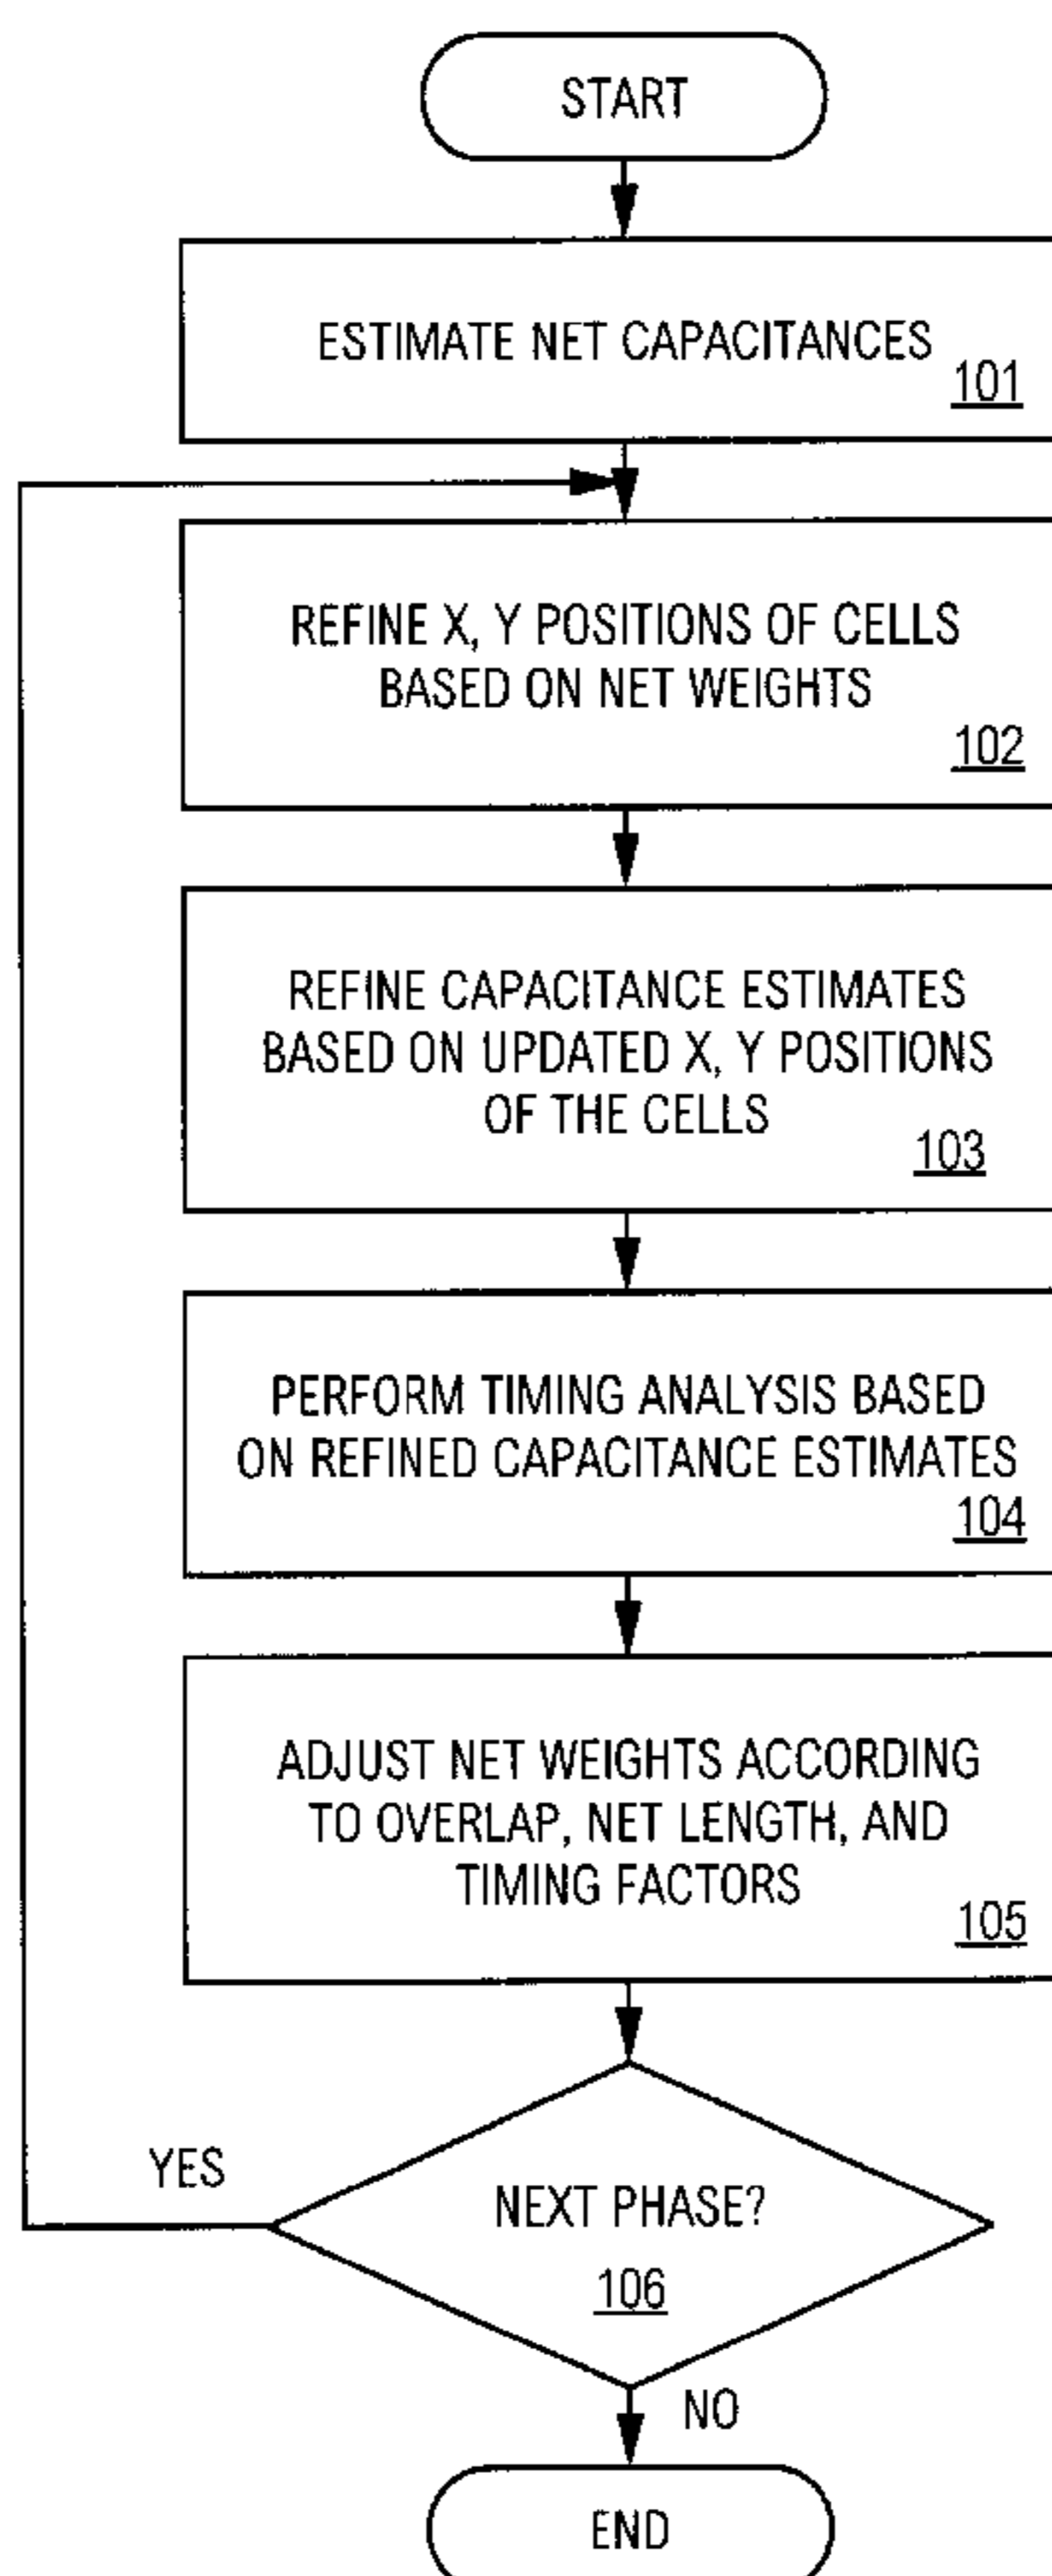 START
ESTIMATE NET CAPACITANCES
101
REFINE X, Y POSITIONS OF CELLS
BASED ON NET WEIGHTS
102
REFINE CAPACITANCE ESTIMATES
BASED ON UPDATED X, Y POSITIONS
OF THE CELLS
103
PERFORM TIMING ANALYSIS BASED
ON REFINED CAPACITANCE ESTIMATES
104
ADJUST NET WEIGHTS ACCORDING
TO OVERLAP, NET LENGTH, AND
TIMING FACTORS
105
YES
NEXT PHASE?
106
NO
END